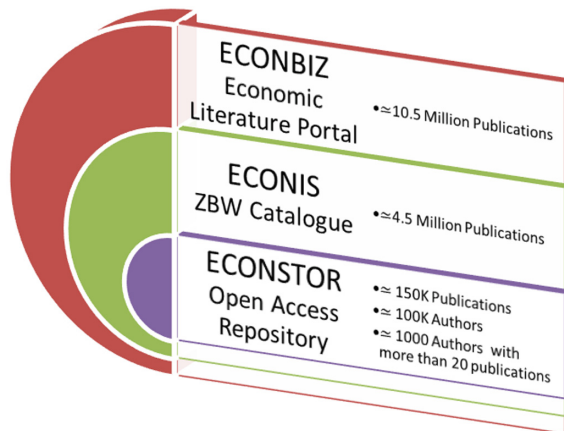 ECONBIZ
Economic
Literature Portal
•≃10.5 Million Publications
ECONIS
ZBW Catalogue
•≃4.5 Million Publications
ECONSTOR
Open Access
Repository
•≃ 150K Publications
•≃ 100K Authors
•≃ 1000 Authors with
more than 20 publications